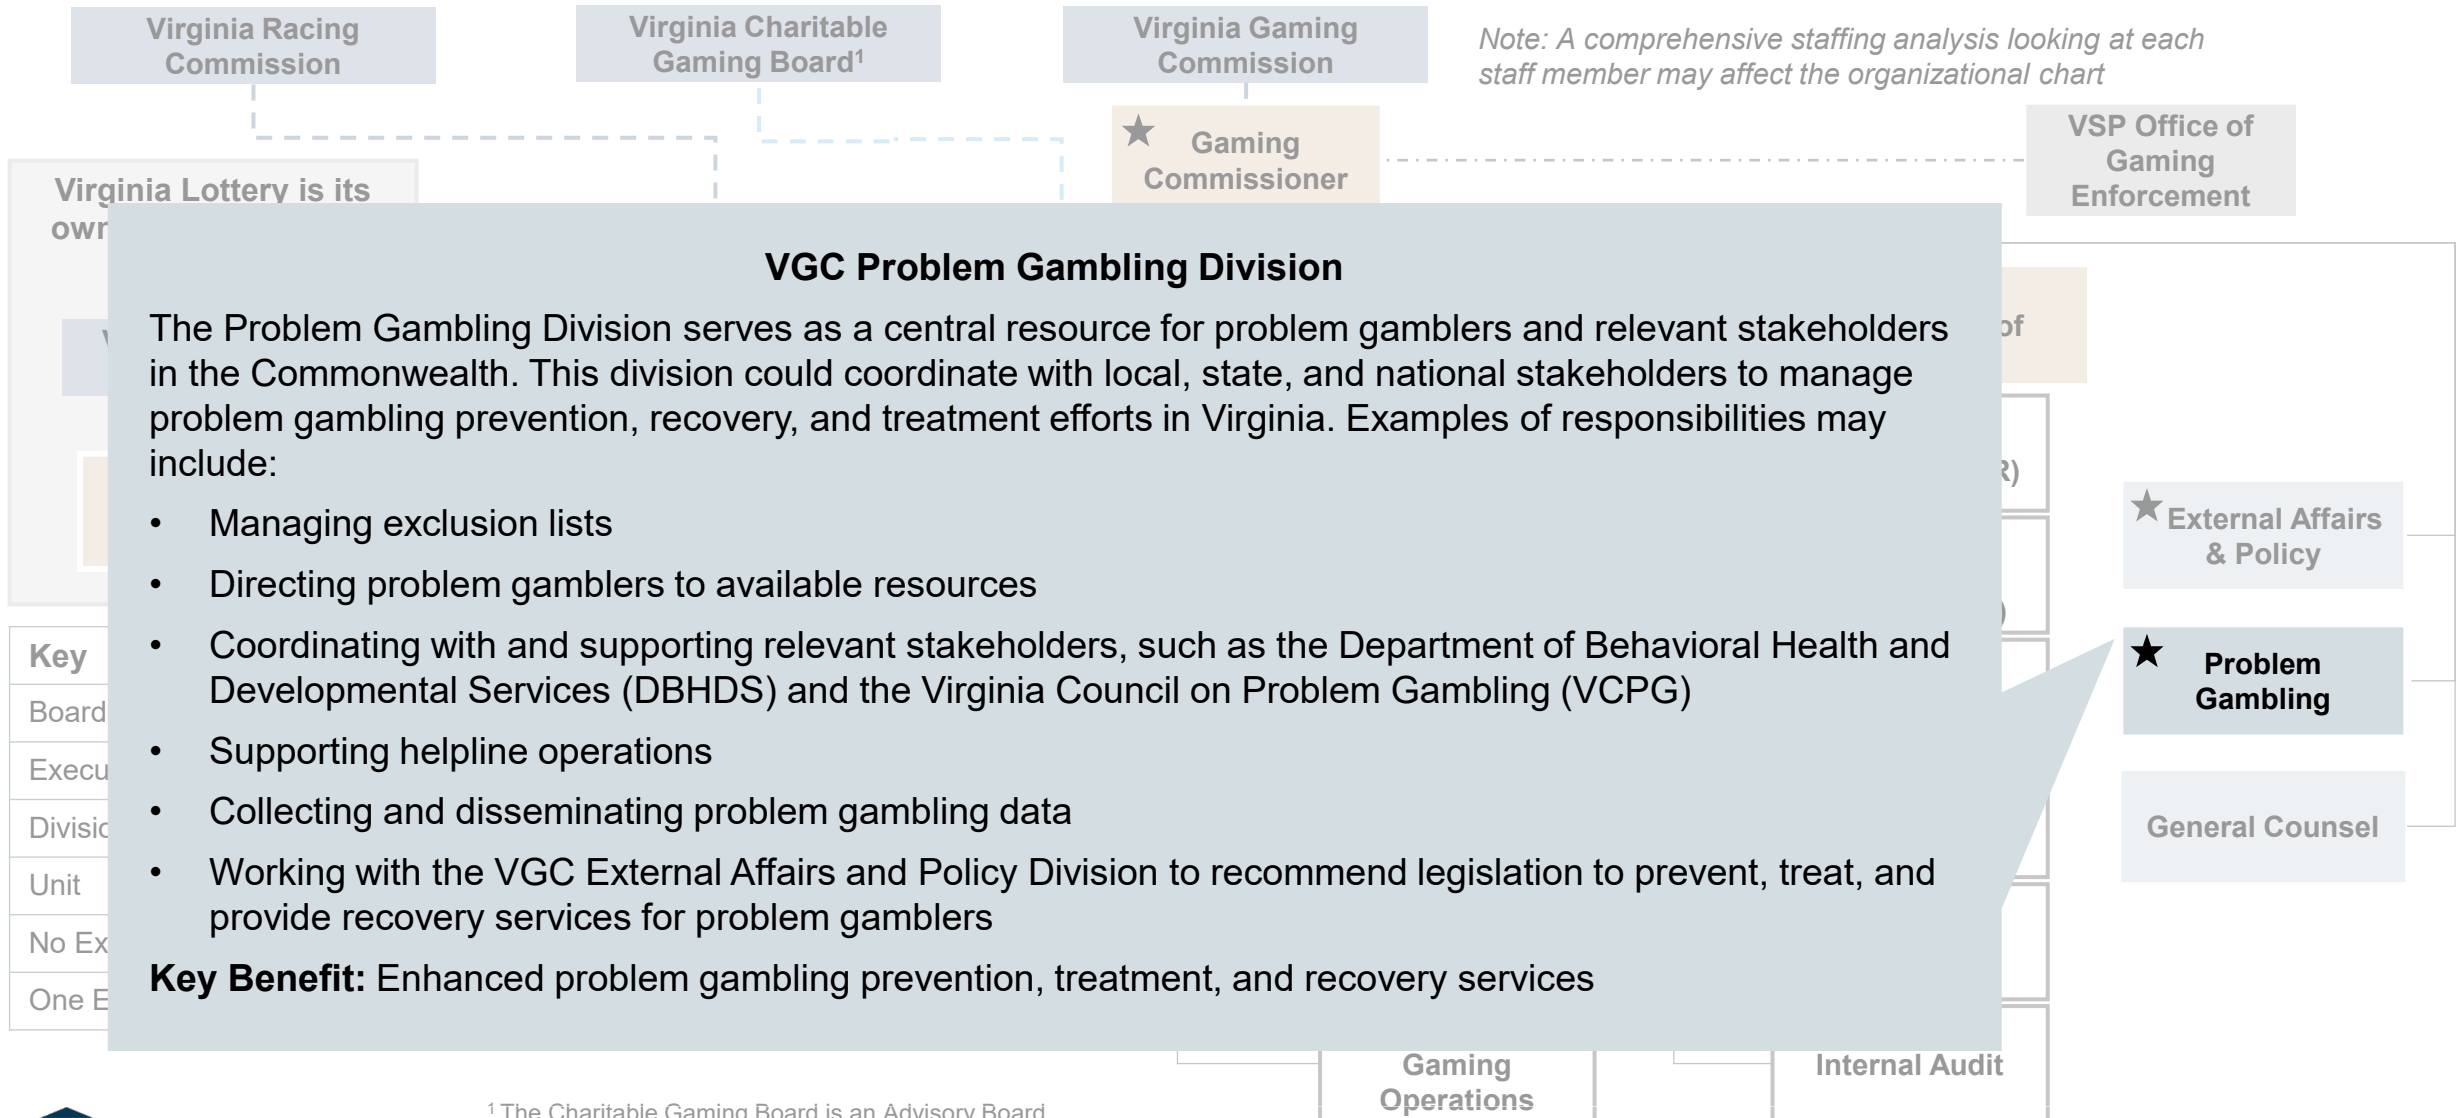 Virginia Racing
Commission
Virginia Charitable
Gaming Board¹
Virginia Gaming
Commission
Note: A comprehensive staffing analysis looking at each
staff member may affect the organizational chart
★ Gaming
Commissioner
VSP Office of
Gaming
Enforcement
Virginia Lottery is its
VGC Problem Gambling Division
The Problem Gambling Division serves as a central resource for problem gamblers and relevant stakeholders
in the Commonwealth. This division could coordinate with local, state, and national stakeholders to manage
problem gambling prevention, recovery, and treatment efforts in Virginia. Examples of responsibilities may
include:
• Managing exclusion lists
• Directing problem gamblers to available resources
• Coordinating with and supporting relevant stakeholders, such as the Department of Behavioral Health and
Developmental Services (DBHDS) and the Virginia Council on Problem Gambling (VCPG)
• Supporting helpline operations
• Collecting and disseminating problem gambling data
• Working with the VGC External Affairs and Policy Division to recommend legislation to prevent, treat, and
provide recovery services for problem gamblers
Key Benefit: Enhanced problem gambling prevention, treatment, and recovery services
of
★ External Affairs
& Policy
★ Problem
Gambling
General Counsel
Key
Board
Unit
No
One
Gaming
Operations
Internal Audit
¹ The Charitable Gaming Board is an Advisory Board